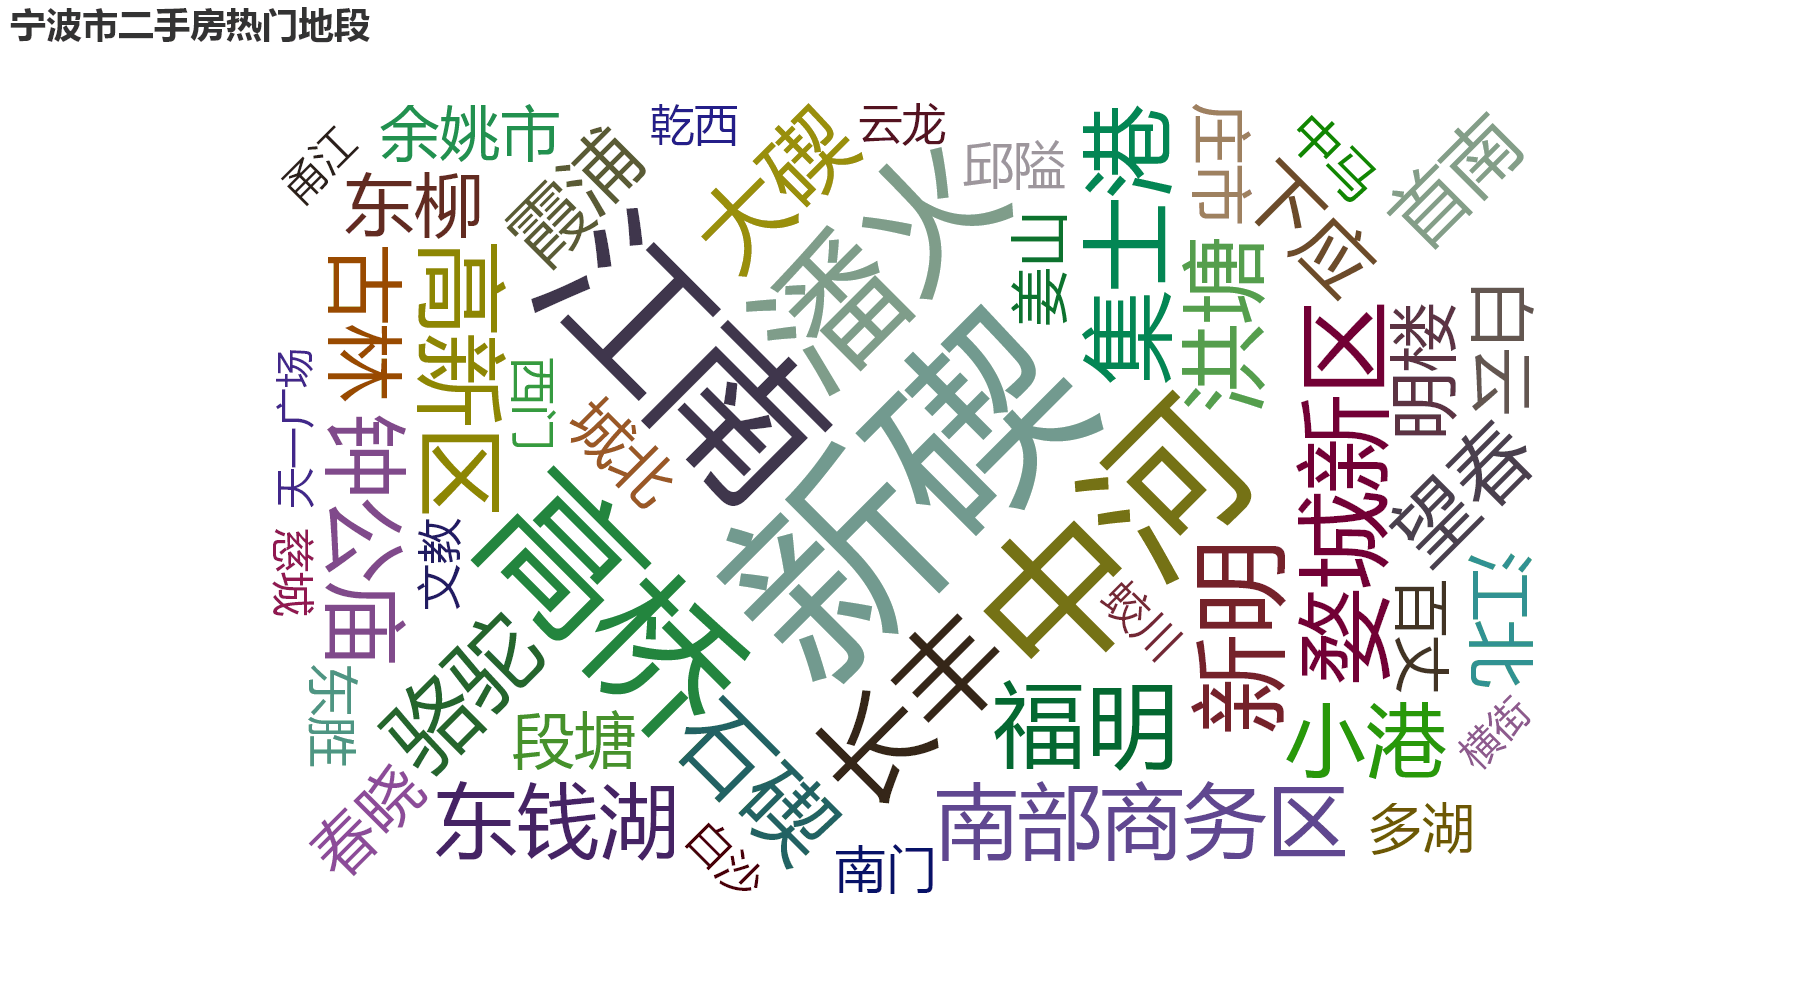 宁波市二手房热门地段
余姚市
乾西
云龙
大碶
甬江
东柳
霞浦
邱隘
集士港
庄市
中心
首南
下应
潘火
江南
姜山
洪塘
古林
高新区
西门
城北
天一广场
钟公庙
文教
慈城
新碶
中河
婺城新区
明楼
白云
望春
江北
百丈
新明
蛟川
高桥
长丰
东胜
骆驼
段塘
石碶
福明
小港
横街
春晓
东钱湖
白沙
南门
南部商务区
多湖